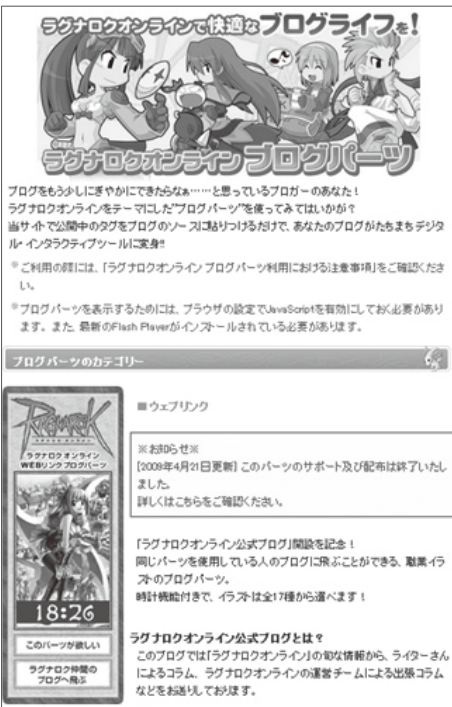 ラグナロクオンラインで快適なブログライフを!
ラグナロクオンライン ブログパーツ
ブログをもう少しにぎやかにできたらなぁ……と思っているブロガーのあなた!
ラグナロクオンラインをテーマにした"ブログパーツ"を使ってみてはいかが?
当サイトで公開中のタグをブログのソースに貼りつけるだけで、あなたのブログがたちまちデジタ
ル・インタラクティブツールに変身!!
※ご利用の際には、「ラグナロクオンライン ブログパーツ利用における注意事項」をご確認くださ
い。
※ブログパーツを表示するためには、ブラウザの設定でJavaScriptを有効にしておく必要があり
ます。また、最新のFlash Playerがインストールされている必要があります。
ブログパーツのカテゴリー
RAGNAROK
ラグナロクオンライン
WEBリンクブログパーツ
18:26
このパーツが欲しい
ラグナロク仲間の
ブログへ飛ぶ
■ウェブリンク
※お知らせ※
[2009年4月21日更新] このパーツのサポート及び配布は終了いたし
ました。
詳しくはこちらをご確認ください。
「ラグナロクオンライン公式ブログ」開設を記念!
同じパーツを使用している人のブログに飛ぶことができる、職業イラ
ストのブログパーツ。
時計機能付きで、イラストは全17種から選べます!
ラグナロクオンライン公式ブログとは?
このブログでは「ラグナロクオンライン」の旬な情報から、ライターさん
によるコラム、ラグナロクオンラインの運営チームによる出張コラム
などをお送りしております。